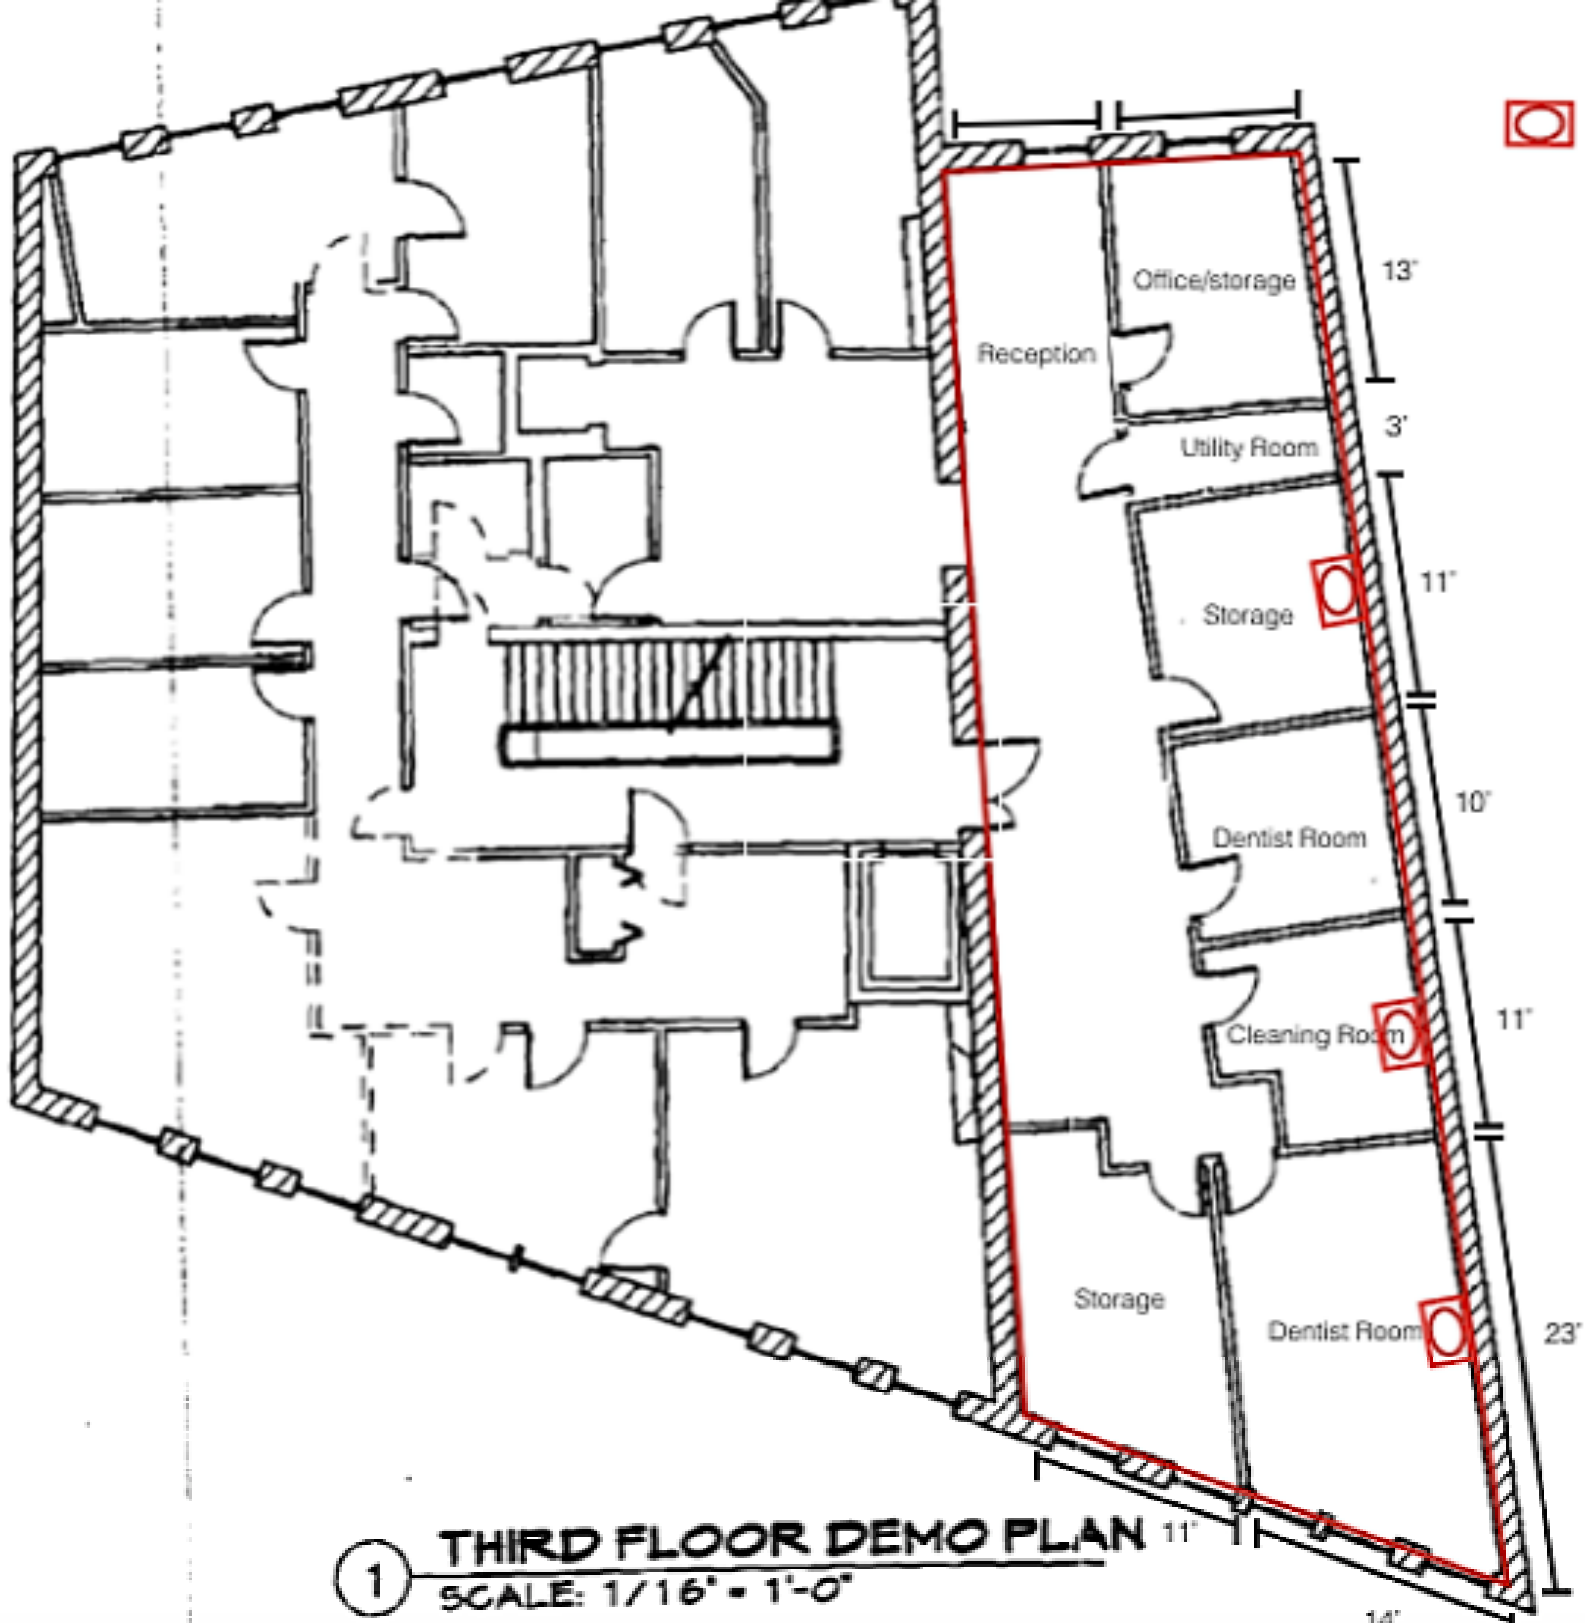 Office/storage
13"
Reception
3'
Utility Room
11"
Storage
10'
Dentist Room
11'
Cleaning Room
Storage
Dentist Room
23'
11'
14'
1
THIRD FLOOR DEMO PLAN
SCALE: 1/16" = 1'-0"